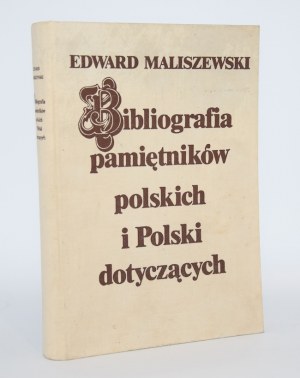 EDWARD MALISZEWSKI
Bibliografia
pamiętników
polskich
i Polski
dotyczących